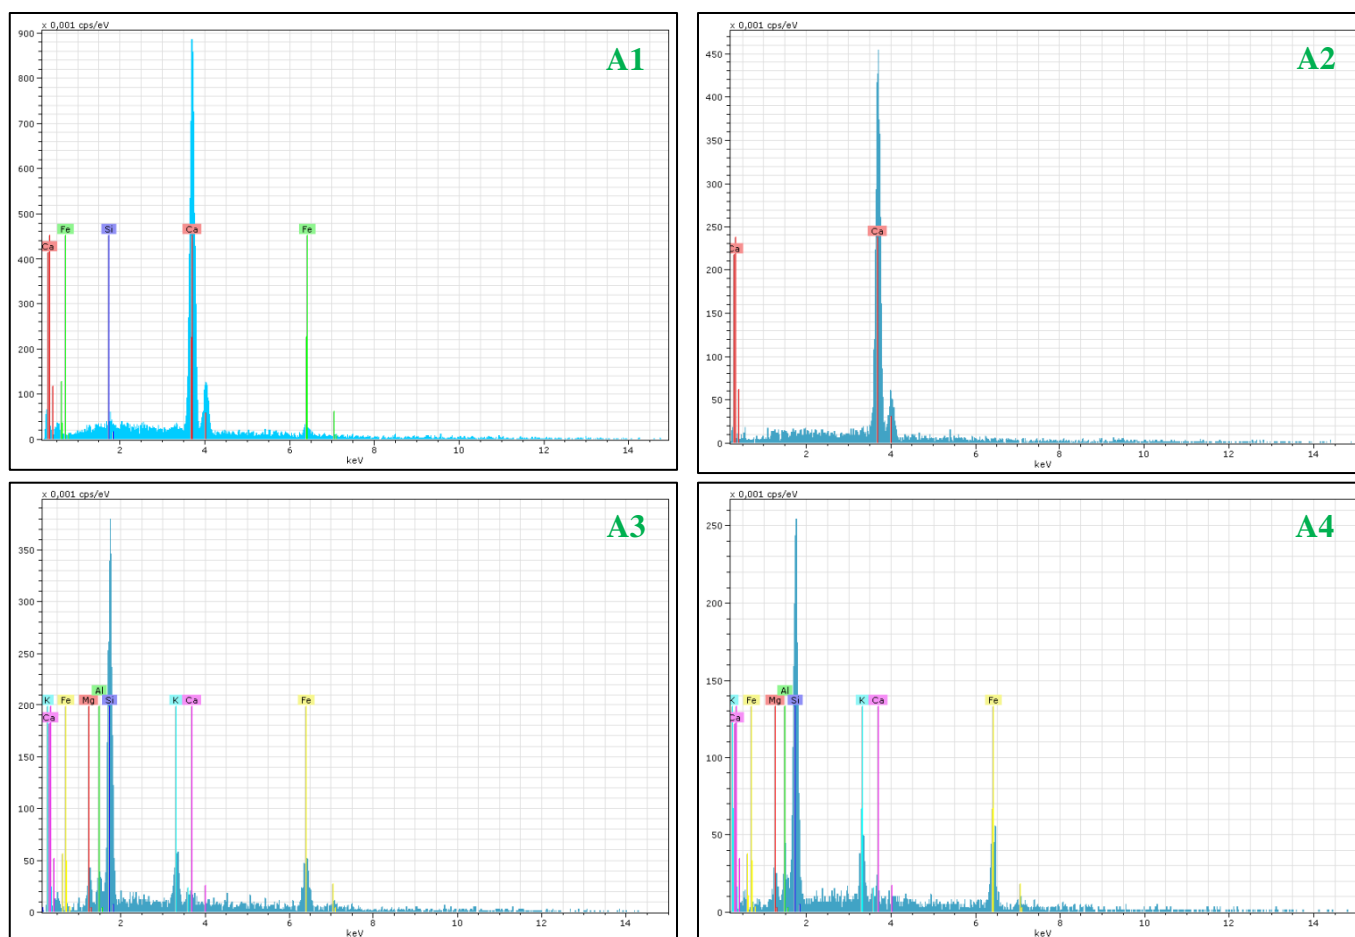 x 0,001 cps/eV
A1
900
800
700
600
500
400
300
200
100
0
Fe Si Ca Fe
Ca
2 4 6 8 10 12 14
keV
x 0,001 cps/eV
A2
450
400
350
300
250
200
150
100
50
0
Ca
Ca
2 4 6 8 10 12 14
keV
x 0,001 cps/eV
A3
350
300
250
200
150
100
50
0
Al
K Fe Mg Si K Ca Fe
Ca
2 4 6 8 10 12 14
keV
x 0,001 cps/eV
A4
250
200
150
100
50
0
Al
K Fe Mg Si K Ca Fe
Ca
2 4 6 8 10 12 14
keV